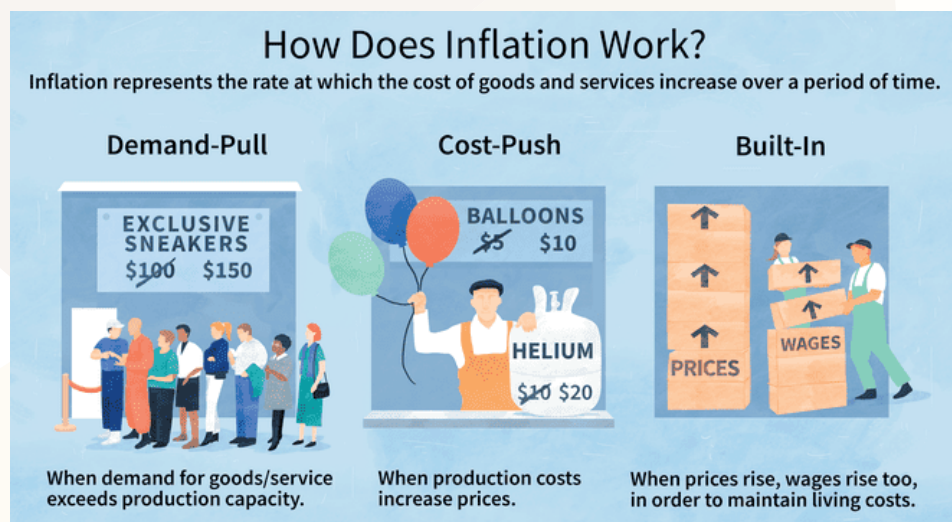 How Does Inflation Work?
Inflation represents the rate at which the cost of goods and services increase over a period of time.
Demand-Pull
EXCLUSIVE
SNEAKERS
$100 $150
When demand for goods/service
exceeds production capacity.
Cost-Push
BALLOONS
$5 $10
HELIUM
$10 $20
When production costs
increase prices.
Built-In
PRICES
WAGES
When prices rise, wages rise too,
in order to maintain living costs.